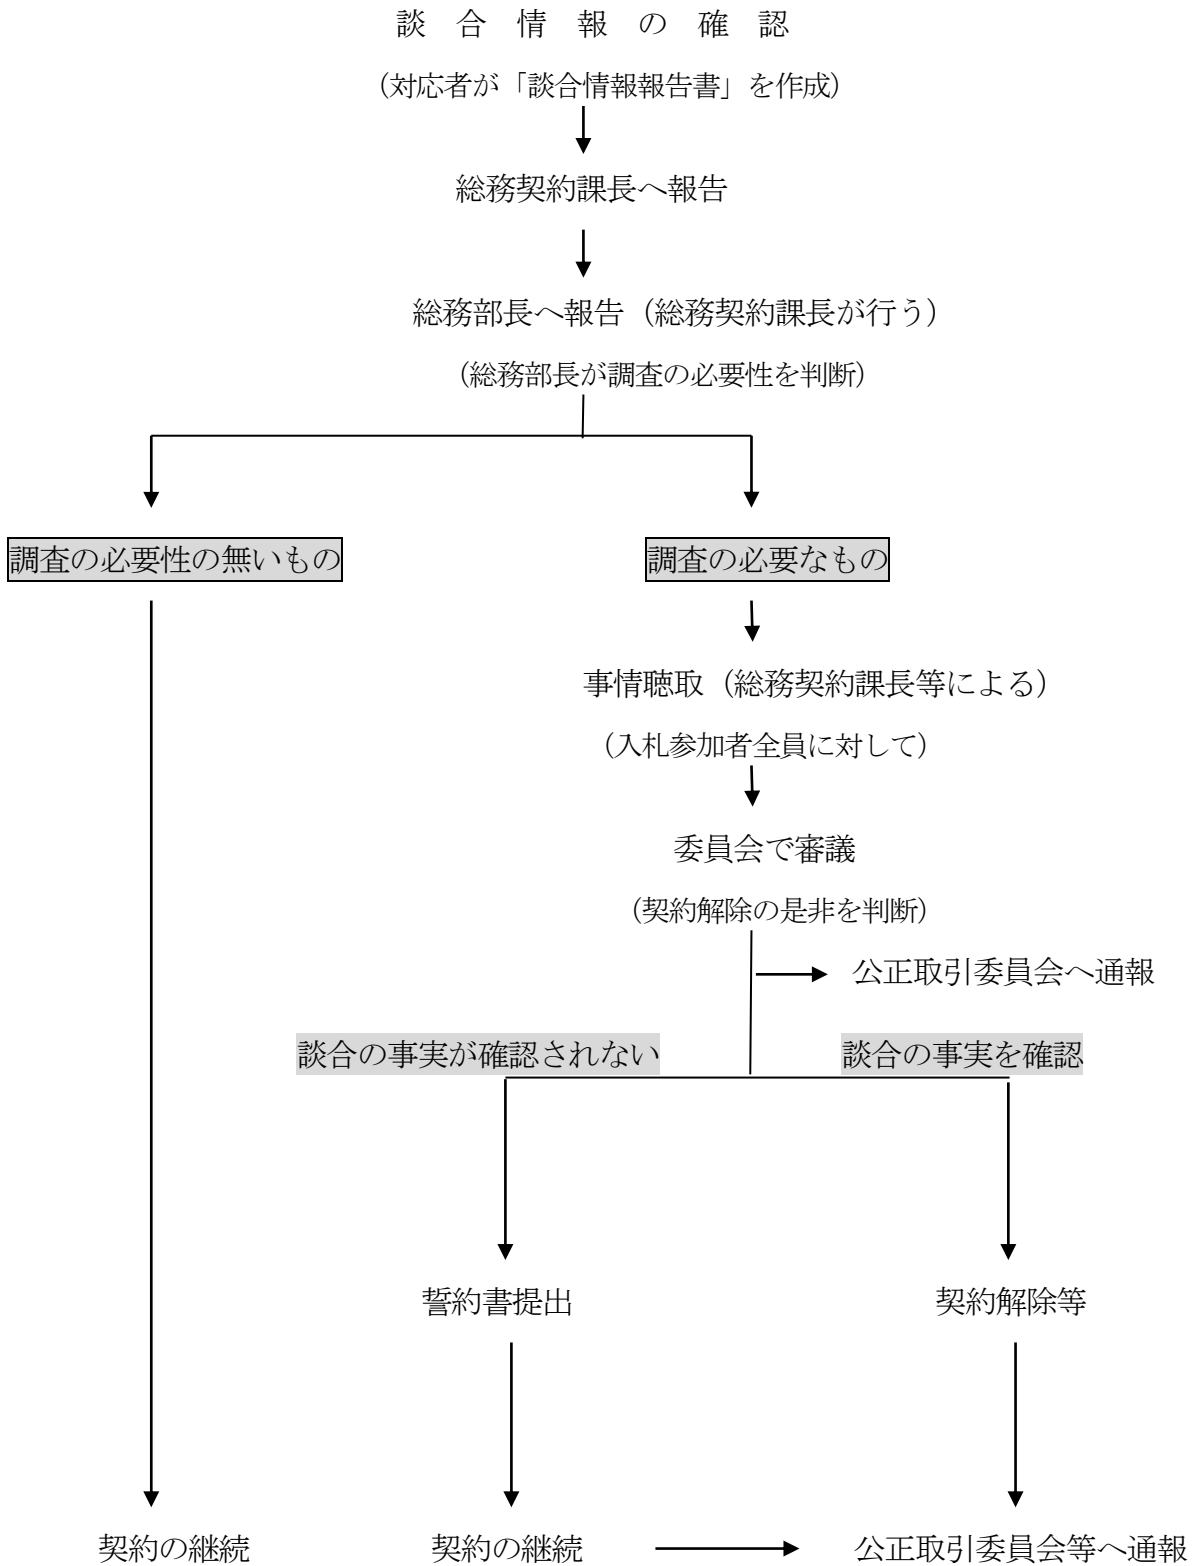 談 合 情 報 の 確 認
(対応者が「談合情報報告書」を作成)
総務契約課長へ報告
総務部長へ報告（総務契約課長が行う）
(総務部長が調査の必要性を判断)
調査の必要性の無いもの
調査の必要なもの
事情聴取（総務契約課長等による）
(入札参加者全員に対して)
委員会で審議
(契約解除の是非を判断)
公正取引委員会へ通報
談合の事実が確認されない
談合の事実を確認
誓約書提出
契約解除等
契約の継続
契約の継続
公正取引委員会等へ通報